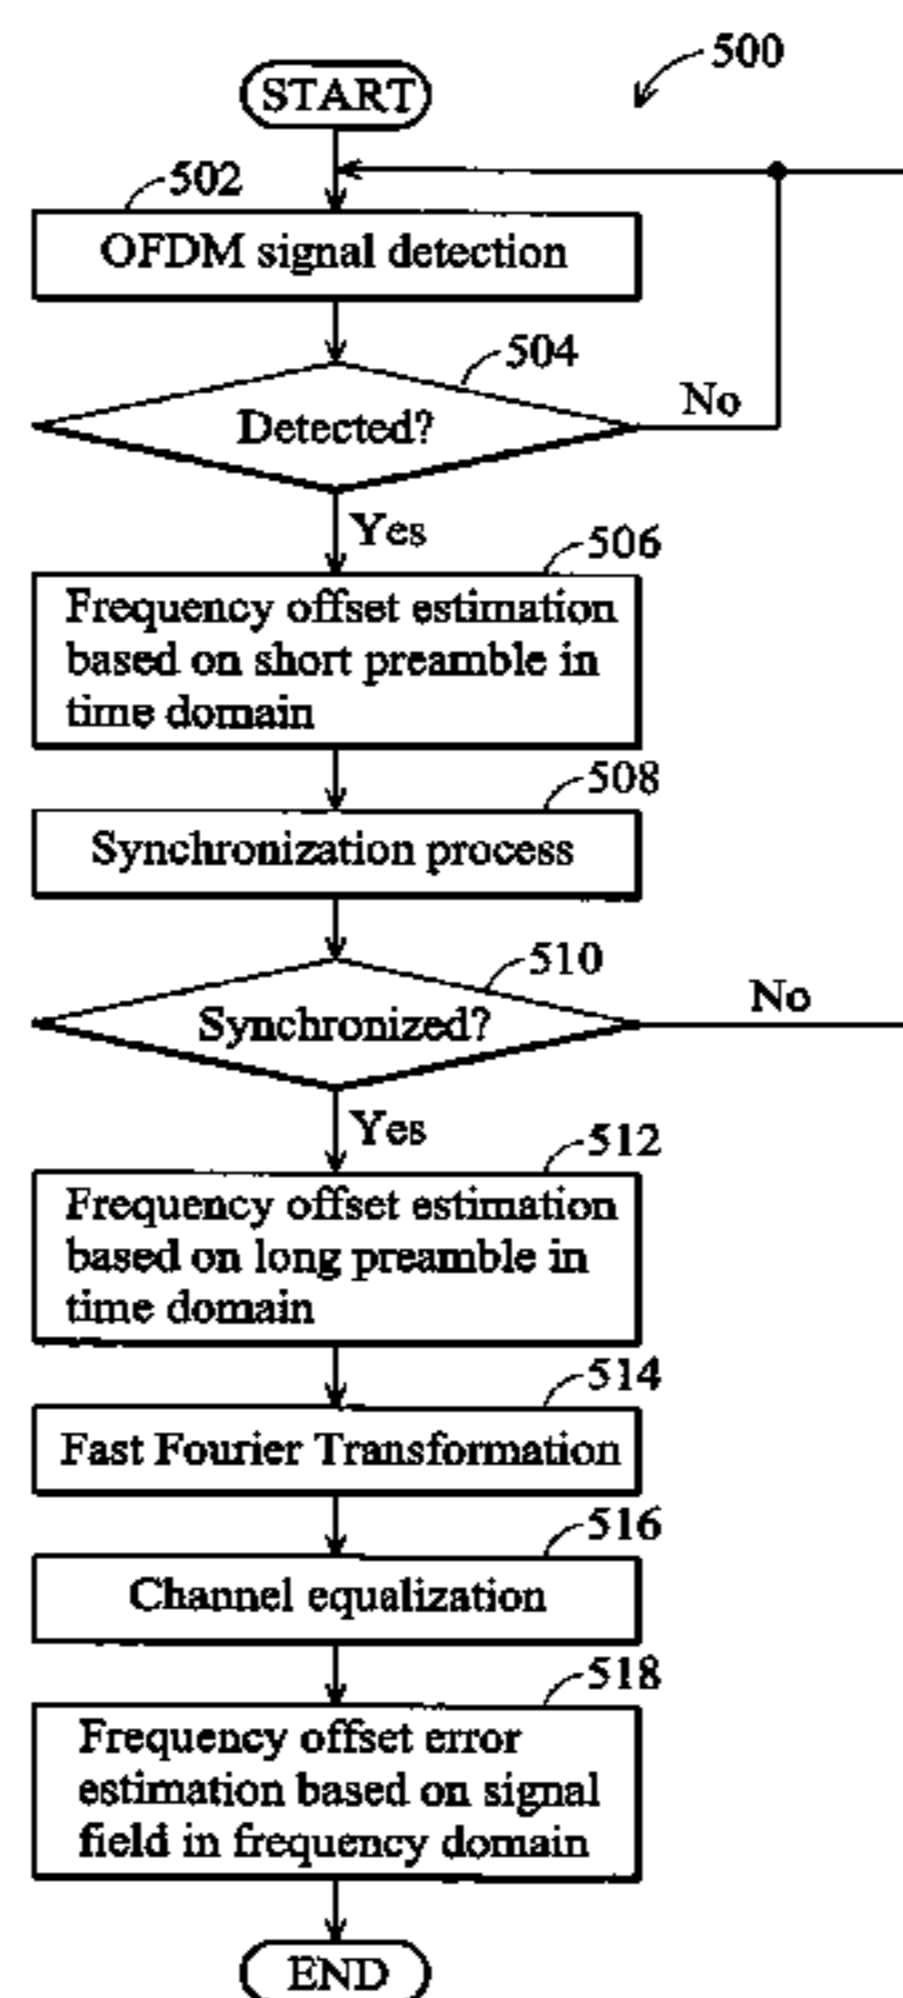 500
START
502
OFDM signal detection
504
Detected?
No
Yes
506
Frequency offset estimation
based on short preamble in
time domain
508
Synchronization process
510
Synchronized?
No
Yes
512
Frequency offset estimation
based on long preamble in
time domain
514
Fast Fourier Transformation
516
Channel equalization
518
Frequency offset error
estimation based on signal
field in frequency domain
END